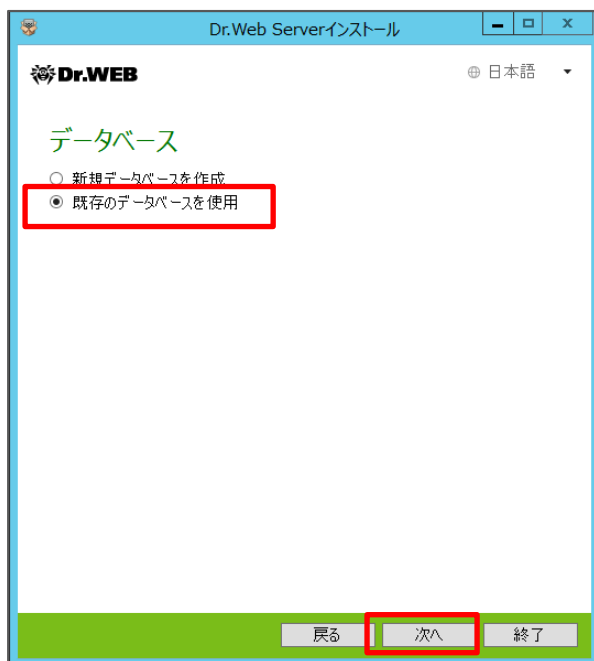 Dr.Web Serverインストール
Dr.WEB
日本語
データベース
新規データベースを作成
既存のデータベースを使用
戻る
次へ
終了